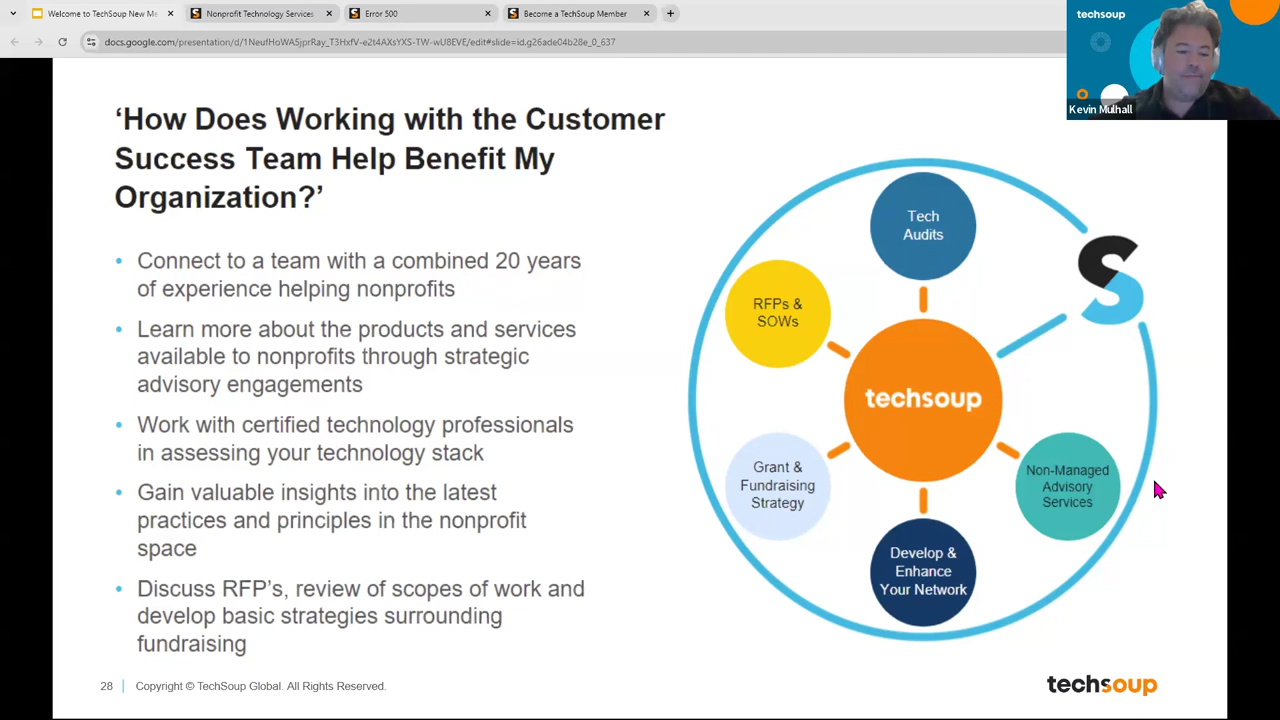 Welcome to TechSoup New Me
Nonprofit Technology Services
Error 500
Become a TechSoup Member
docs.google.com/presentation/d/1NeufHoWA5jprRay_T3HxfV-e2t4AXsYXS-TW-wU8EVE/edit#slide=id.g26ade04b28e_0_637
techsoup
Kevin Mulhall
‘How Does Working with the Customer
Success Team Help Benefit My
Organization?’
• Connect to a team with a combined 20 years
of experience helping nonprofits
• Learn more about the products and services
available to nonprofits through strategic
advisory engagements
• Work with certified technology professionals
in assessing your technology stack
• Gain valuable insights into the latest
practices and principles in the nonprofit
space
• Discuss RFP’s, review of scopes of work and
develop basic strategies surrounding
fundraising
Tech
Audits
RFPs &
SOWs
S
techsoup
Grant &
Fundraising
Strategy
Non-Managed
Advisory
Services
Develop &
Enhance
Your Network
28
Copyright © TechSoup Global. All Rights Reserved.
techsoup